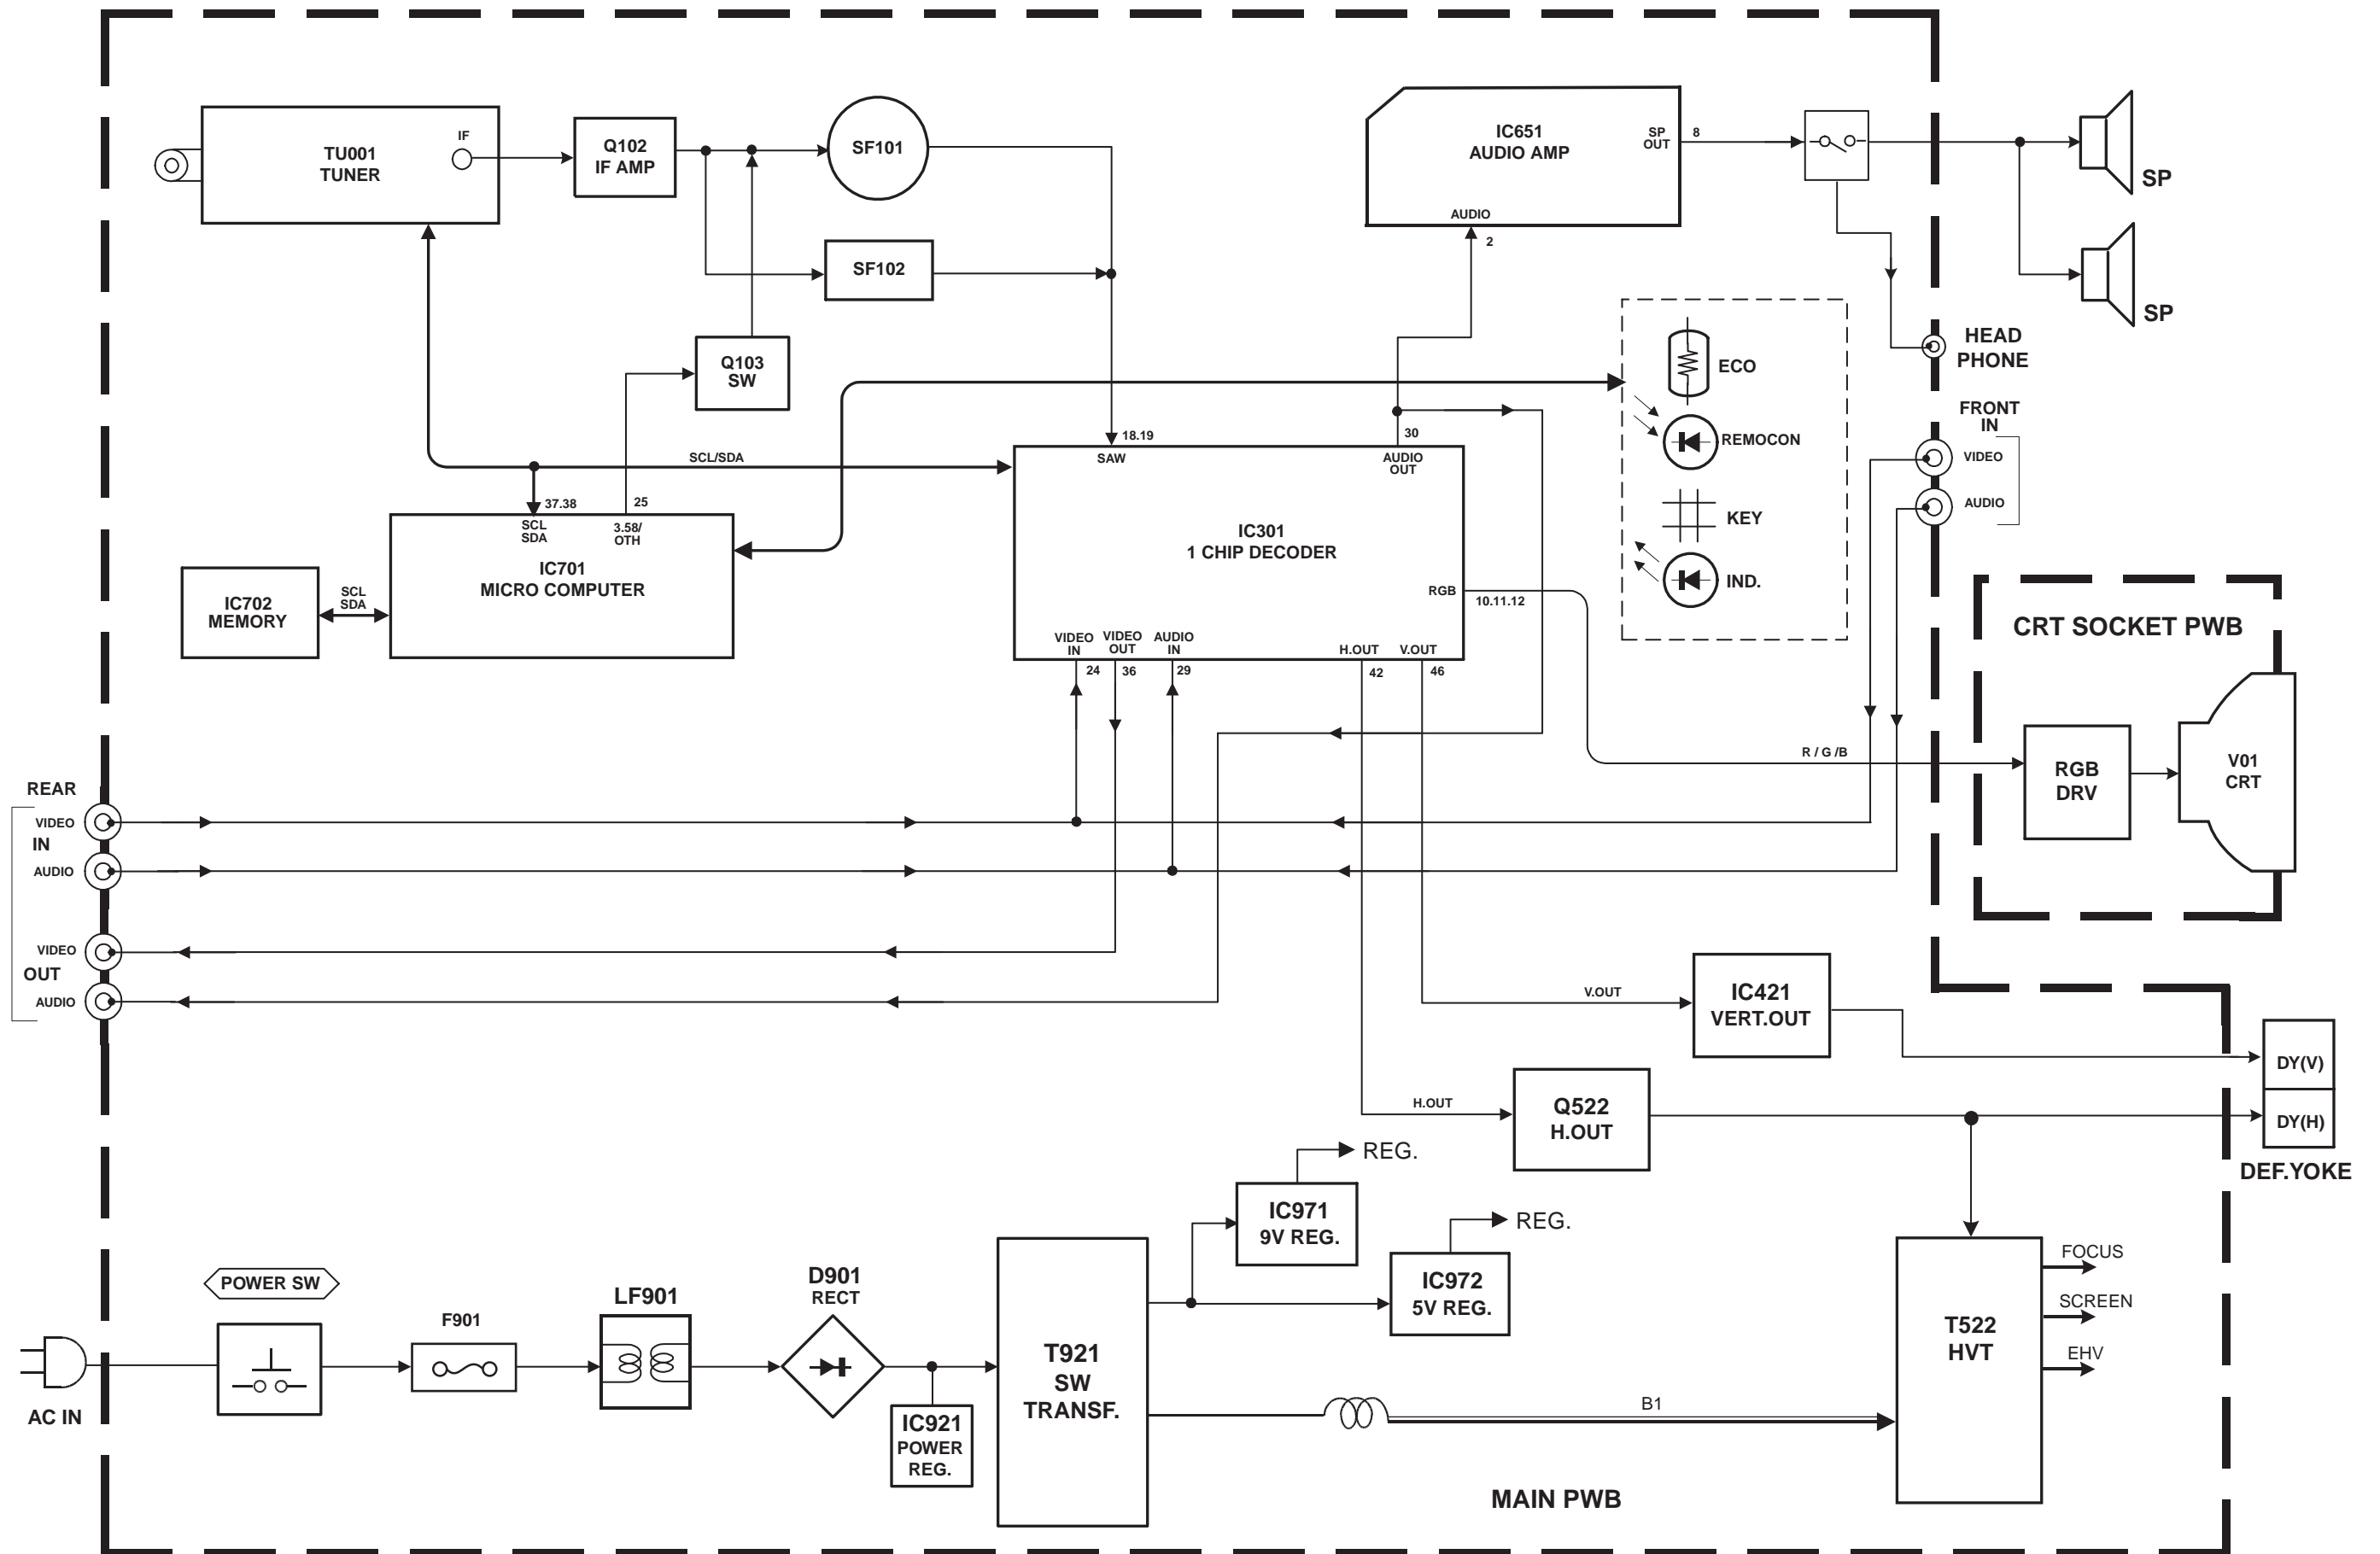 TU001
TUNER
IF
Q102
IF AMP
SF101
SF102
Q103
SW
IC651
AUDIO AMP
SP
OUT
8
AUDIO
2
SP
SP
HEAD
PHONE
FRONT
IN
VIDEO
AUDIO
ECO
REMOCON
KEY
IND.
SCL/SDA
18.19
SAW
30
AUDIO
OUT
IC301
1 CHIP DECODER
RGB
10.11.12
VIDEO
IN
VIDEO
OUT
AUDIO
IN
H.OUT
V.OUT
24
36
29
42
46
37.38
25
SCL
SDA
3.58/
OTH
IC701
MICRO COMPUTER
IC702
MEMORY
SCL
SDA
CRT SOCKET PWB
R / G /B
RGB
DRV
V01
CRT
REAR
VIDEO
IN
AUDIO
VIDEO
OUT
AUDIO
V.OUT
IC421
VERT.OUT
H.OUT
Q522
H.OUT
DY(V)
DY(H)
DEF.YOKE
REG.
IC971
9V REG.
REG.
IC972
5V REG.
POWER SW
F901
LF901
D901
RECT
AC IN
IC921
POWER
REG.
T921
SW
TRANSF.
B1
T522
HVT
FOCUS
SCREEN
EHV
MAIN PWB